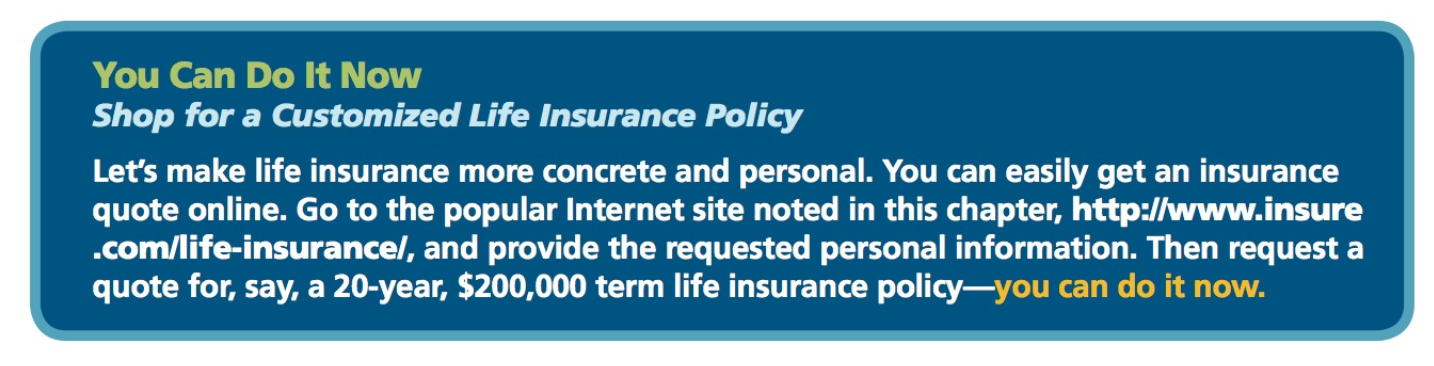 You Can Do It Now
Shop for a Customized Life Insurance Policy
Let’s make life insurance more concrete and personal. You can easily get an insurance
quote online. Go to the popular Internet site noted in this chapter, http://www.insure
.com/life-insurance/, and provide the requested personal information. Then request a
quote for, say, a 20-year, $200,000 term life insurance policy—you can do it now.